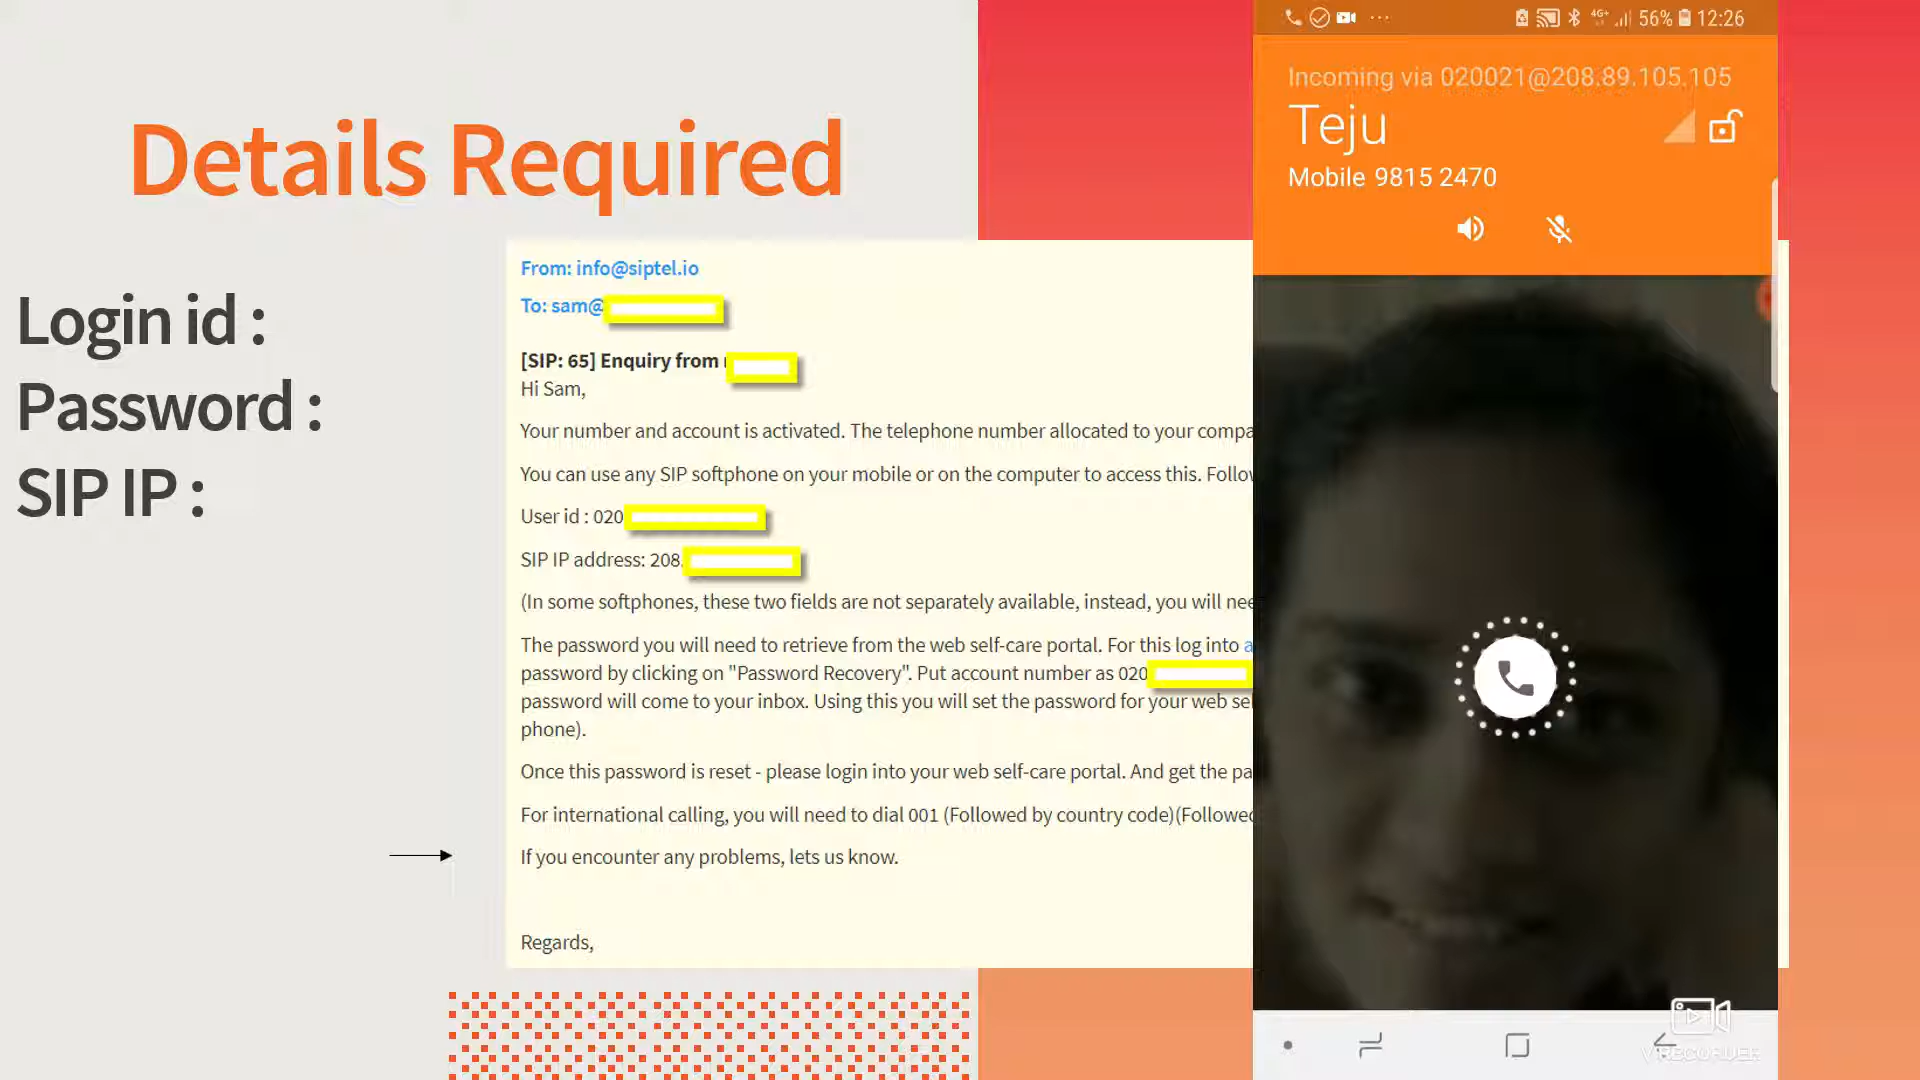 Details Required
Login id :
Password :
SIP IP :
From: info@siptel.io
To: sam@
[SIP: 65] Enquiry from
Hi Sam,
Your number and account is activated. The telephone number allocated to your compa
You can use any SIP softphone on your mobile or on the computer to access this. Follow
User id : 020
SIP IP address: 208.
(In some softphones, these two fields are not separately available, instead, you will nee
The password you will need to retrieve from the web self-care portal. For this log into a
password by clicking on "Password Recovery". Put account number as 020
password will come to your inbox. Using this you will set the password for your web sel
phone).
Once this password is reset - please login into your web self-care portal. And get the pa
For international calling, you will need to dial 001 (Followed by country code)(Followed
If you encounter any problems, lets us know.
Regards,
4G+ 56% 12:26
Incoming via 020021@208.89.105.105
Teju
Mobile 9815 2470
V RECORDER